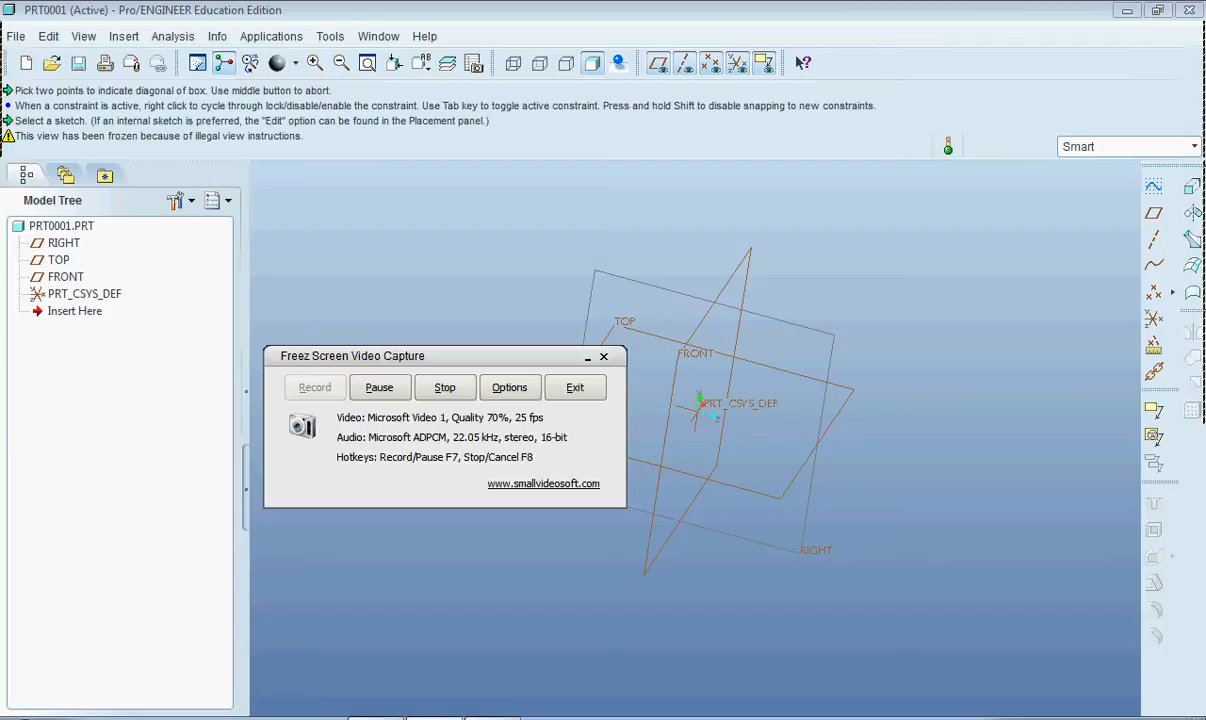 PRT0001 (Active) - Pro/ENGINEER Education Edition
File Edit View Insert Analysis Info Applications Tools Window Help
Pick two points to indicate diagonal of box. Use middle button to abort.
When a constraint is active, right click to cycle through lock/disable/enable the constraint. Use Tab key to toggle active constraint. Press and hold Shift to disable snapping to new constraints.
Select a sketch. (If an internal sketch is preferred, the "Edit" option can be found in the Placement panel.)
This view has been frozen because of illegal view instructions.
Smart
Model Tree
PRT0001.PRT
RIGHT
TOP
FRONT
PRT_CSYS_DEF
Insert Here
TOP
FRONT
PRT_CSYS_DEF
RIGHT
Freez Screen Video Capture
Record Pause Stop Options Exit
Video: Microsoft Video 1, Quality 70%, 25 fps
Audio: Microsoft ADPCM, 22.05 kHz, stereo, 16-bit
Hotkeys: Record/Pause F7, Stop/Cancel F8
www.smallvideosoft.com